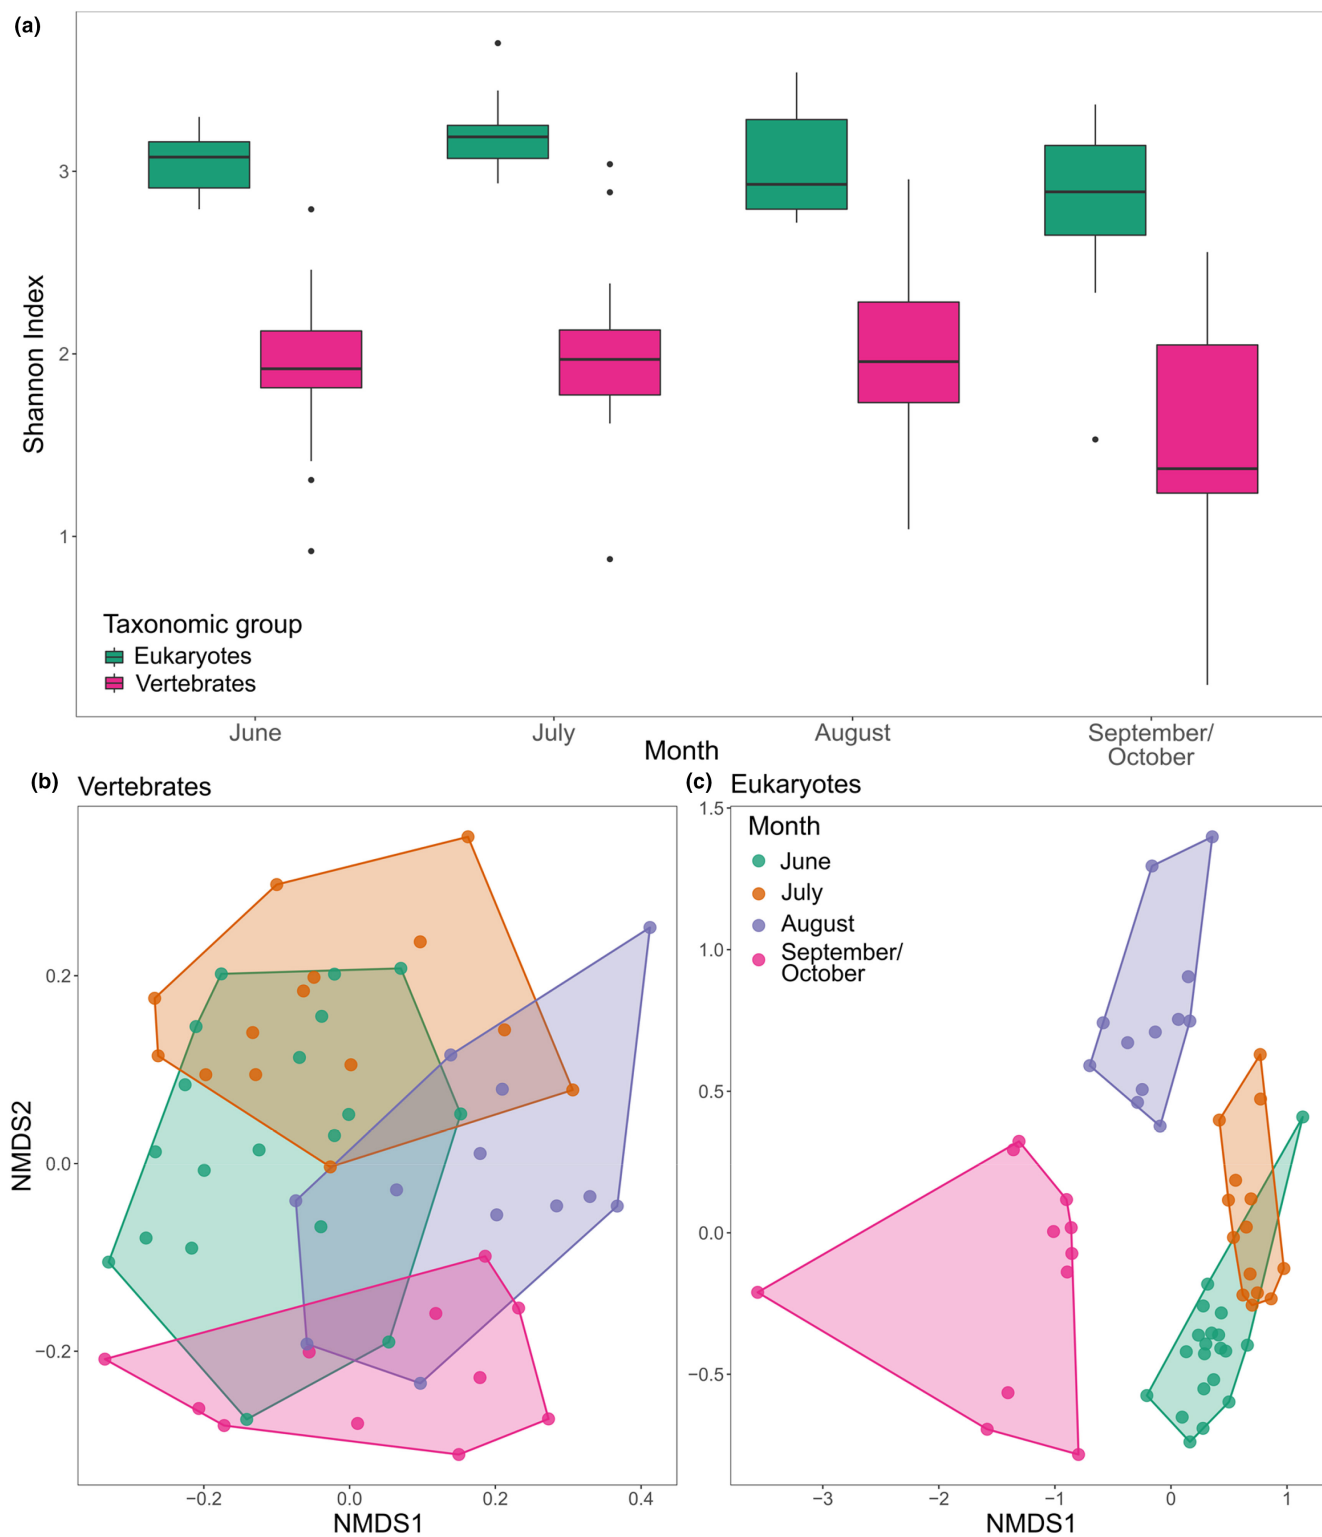 (a)
Shannon Index
3
2
1
Taxonomic group
Eukaryotes
Vertebrates
June
July
August
September/
October
Month
(b)
Vertebrates
NMDS2
0.2
0.0
−0.2
−0.2
0.0
0.2
0.4
NMDS1
(c)
Eukaryotes
1.5
1.0
0.5
0.0
−0.5
Month
June
July
August
September/
October
−3
−2
−1
0
1
NMDS1